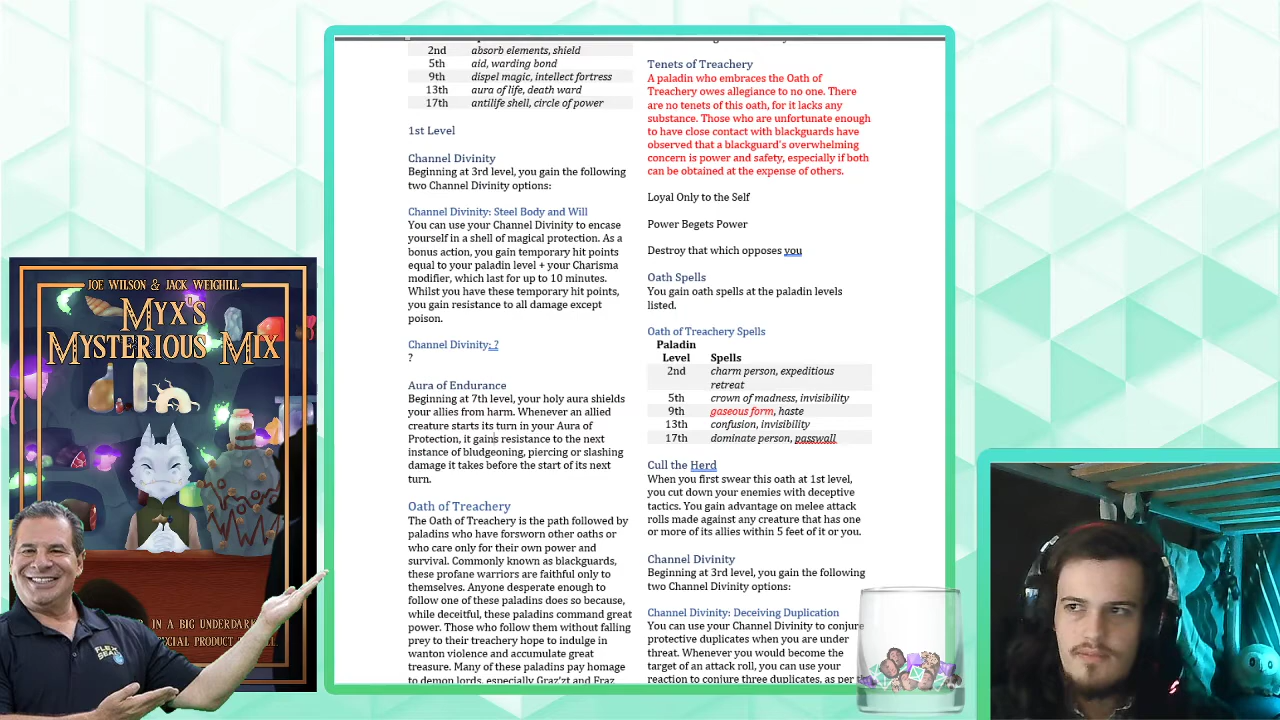 2nd absorb elements, shield
5th aid, warding bond
9th dispel magic, intellect fortress
13th aura of life, death ward
17th antilife shell, circle of power
1st Level
Channel Divinity
Beginning at 3rd level, you gain the following
two Channel Divinity options:
Channel Divinity: Steel Body and Will
You can use your Channel Divinity to encase
yourself in a shell of magical protection. As a
bonus action, you gain temporary hit points
equal to your paladin level + your Charisma
modifier, which last for up to 10 minutes.
Whilst you have these temporary hit points,
you gain resistance to all damage except
poison.
Channel Divinity: ?
?
Aura of Endurance
Beginning at 7th level, your holy aura shields
your allies from harm. Whenever an allied
creature starts its turn in your Aura of
Protection, it gains resistance to the next
instance of bludgeoning, piercing or slashing
damage it takes before the start of its next
turn.
Oath of Treachery
The Oath of Treachery is the path followed by
paladins who have forsworn other oaths or
who care only for their own power and
survival. Commonly known as blackguards,
these profane warriors are faithful only to
themselves. Anyone desperate enough to
follow one of these paladins does so because,
while deceitful, these paladins command great
power. Those who follow them without falling
prey to their treachery hope to indulge in
wanton violence and accumulate great
treasure. Many of these paladins pay homage
to demon lords, especially Graz'zt and Fraz
Tenets of Treachery
A paladin who embraces the Oath of
Treachery owes allegiance to no one. There
are no tenets of this oath, for it lacks any
substance. Those who are unfortunate enough
to have close contact with blackguards have
observed that a blackguard's overwhelming
concern is power and safety, especially if both
can be obtained at the expense of others.
Loyal Only to the Self
Power Begets Power
Destroy that which opposes you
Oath Spells
You gain oath spells at the paladin levels
listed.
Oath of Treachery Spells
Paladin
Level Spells
2nd charm person, expeditious
retreat
5th crown of madness, invisibility
9th gaseous form, haste
13th confusion, invisibility
17th dominate person, passwall
Cull the Herd
When you first swear this oath at 1st level,
you cut down your enemies with deceptive
tactics. You gain advantage on melee attack
rolls made against any creature that has one
or more of its allies within 5 feet of it or you.
Channel Divinity
Beginning at 3rd level, you gain the following
two Channel Divinity options:
Channel Divinity: Deceiving Duplication
You can use your Channel Divinity to conjure
protective duplicates when you are under
threat. Whenever you would become the
target of an attack roll, you can use your
reaction to conjure three duplicates, as per
JOE WILSON & JACK WEIGHILL
MYX'S
MYSTERIOUS MIX
IN A BIG UNDERDARK